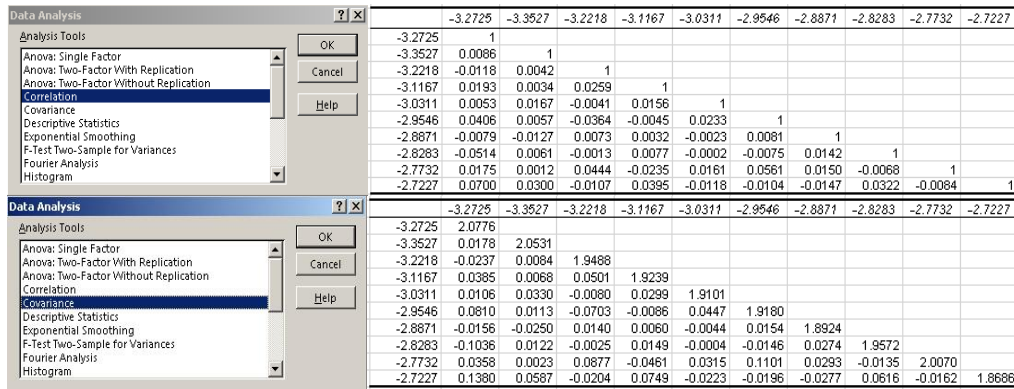 Data Analysis
Analysis Tools
Anova: Single Factor
Anova: Two-Factor With Replication
Anova: Two-Factor Without Replication
Correlation
Covariance
Descriptive Statistics
Exponential Smoothing
F-Test Two-Sample for Variances
Fourier Analysis
Histogram
OK
Cancel
Help
-3.2725 -3.3527 -3.2218 -3.1167 -3.0311 -2.9546 -2.8871 -2.8283 -2.7732 -2.7227
-3.2725 1
-3.3527 0.0086 1
-3.2218 -0.0118 0.0042 1
-3.1167 0.0193 0.0034 0.0259 1
-3.0311 0.0053 0.0167 -0.0041 0.0156 1
-2.9546 0.0406 0.0057 -0.0364 -0.0045 0.0233 1
-2.8871 -0.0079 -0.0127 0.0073 0.0032 -0.0023 0.0081 1
-2.8283 -0.0514 0.0061 -0.0013 0.0077 -0.0002 -0.0075 0.0142 1
-2.7732 0.0175 0.0012 0.0444 -0.0235 0.0161 0.0561 0.0150 -0.0068 1
-2.7227 0.0700 0.0300 -0.0107 0.0395 -0.0118 -0.0104 -0.0147 0.0322 -0.0084 1
Data Analysis
Analysis Tools
Anova: Single Factor
Anova: Two-Factor With Replication
Anova: Two-Factor Without Replication
Correlation
Covariance
Descriptive Statistics
Exponential Smoothing
F-Test Two-Sample for Variances
Fourier Analysis
Histogram
OK
Cancel
Help
-3.2725 -3.3527 -3.2218 -3.1167 -3.0311 -2.9546 -2.8871 -2.8283 -2.7732 -2.7227
-3.2725 2.0776
-3.3527 0.0178 2.0531
-3.2218 -0.0237 0.0084 1.9488
-3.1167 0.0385 0.0068 0.0501 1.9239
-3.0311 0.0106 0.0330 -0.0080 0.0299 1.9101
-2.9546 0.0810 0.0113 -0.0703 -0.0086 0.0447 1.9180
-2.8871 -0.0156 -0.0250 0.0140 0.0060 -0.0044 0.0154 1.8924
-2.8283 -0.1036 0.0122 -0.0025 0.0149 -0.0004 -0.0146 0.0274 1.9572
-2.7732 0.0358 0.0023 0.0877 -0.0461 0.0315 0.1101 0.0293 -0.0135 2.0070
-2.7227 0.1380 0.0587 -0.0204 0.0749 -0.0223 -0.0196 -0.0277 0.0616 -0.0162 1.8686